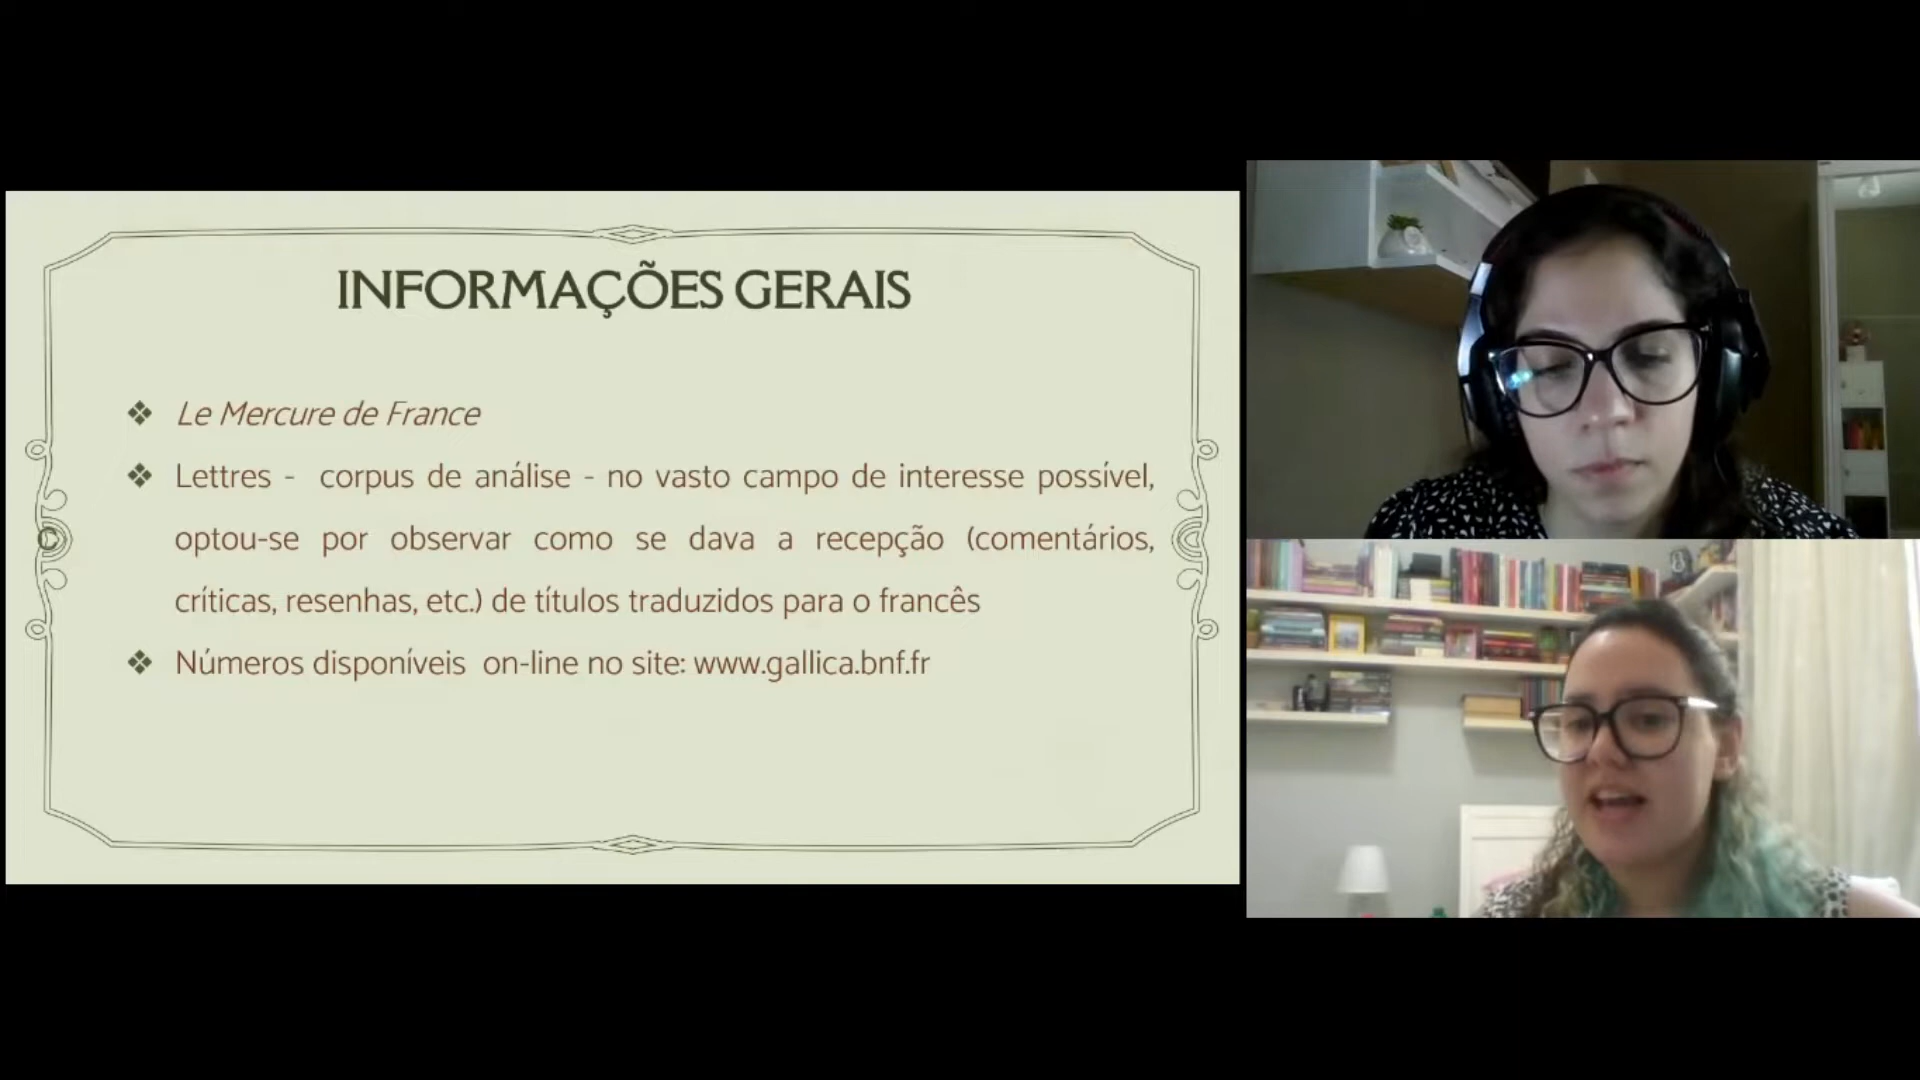 INFORMAÇÕES GERAIS
Le Mercure de France
Lettres - corpus de análise - no vasto campo de interesse possível,
optou-se por observar como se dava a recepção (comentários,
críticas, resenhas, etc.) de títulos traduzidos para o francês
Números disponíveis on-line no site: www.gallica.bnf.fr